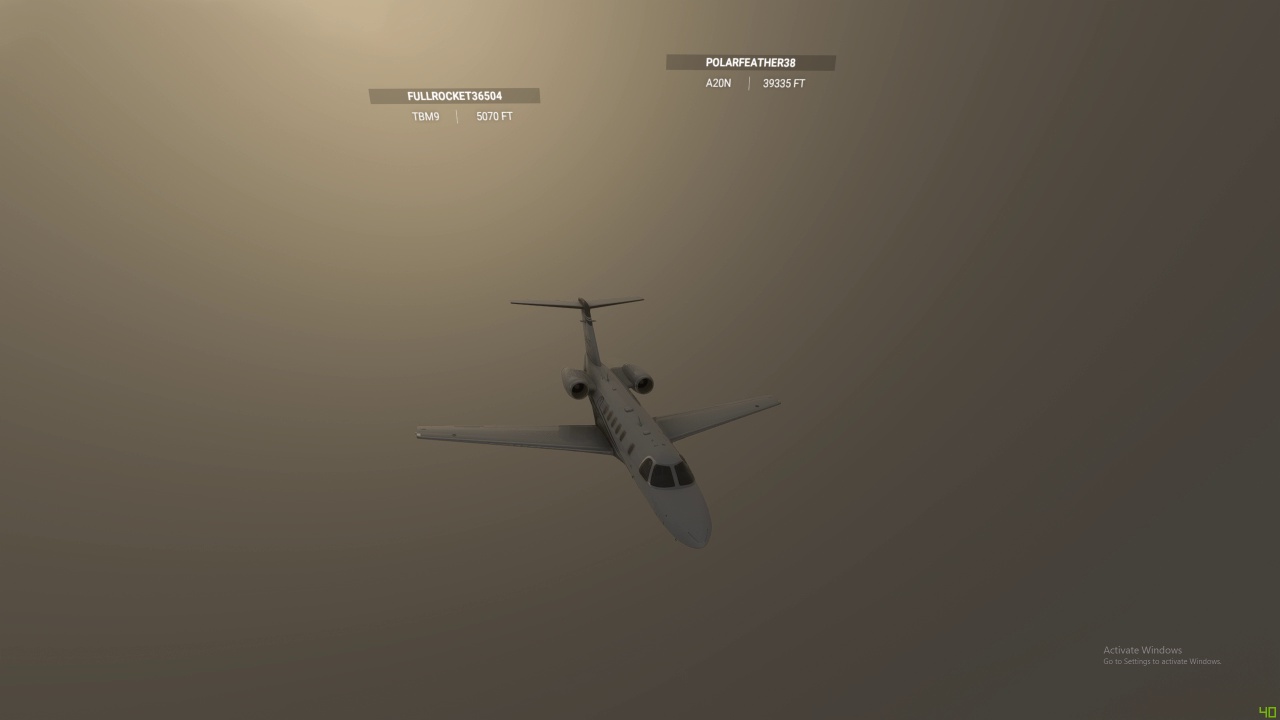 POLARFEATHER38
A20N | 39335 FT
FULLROCKET36504
TBM9 | 5070 FT
Activate Windows
Go to Settings to activate Windows.
40